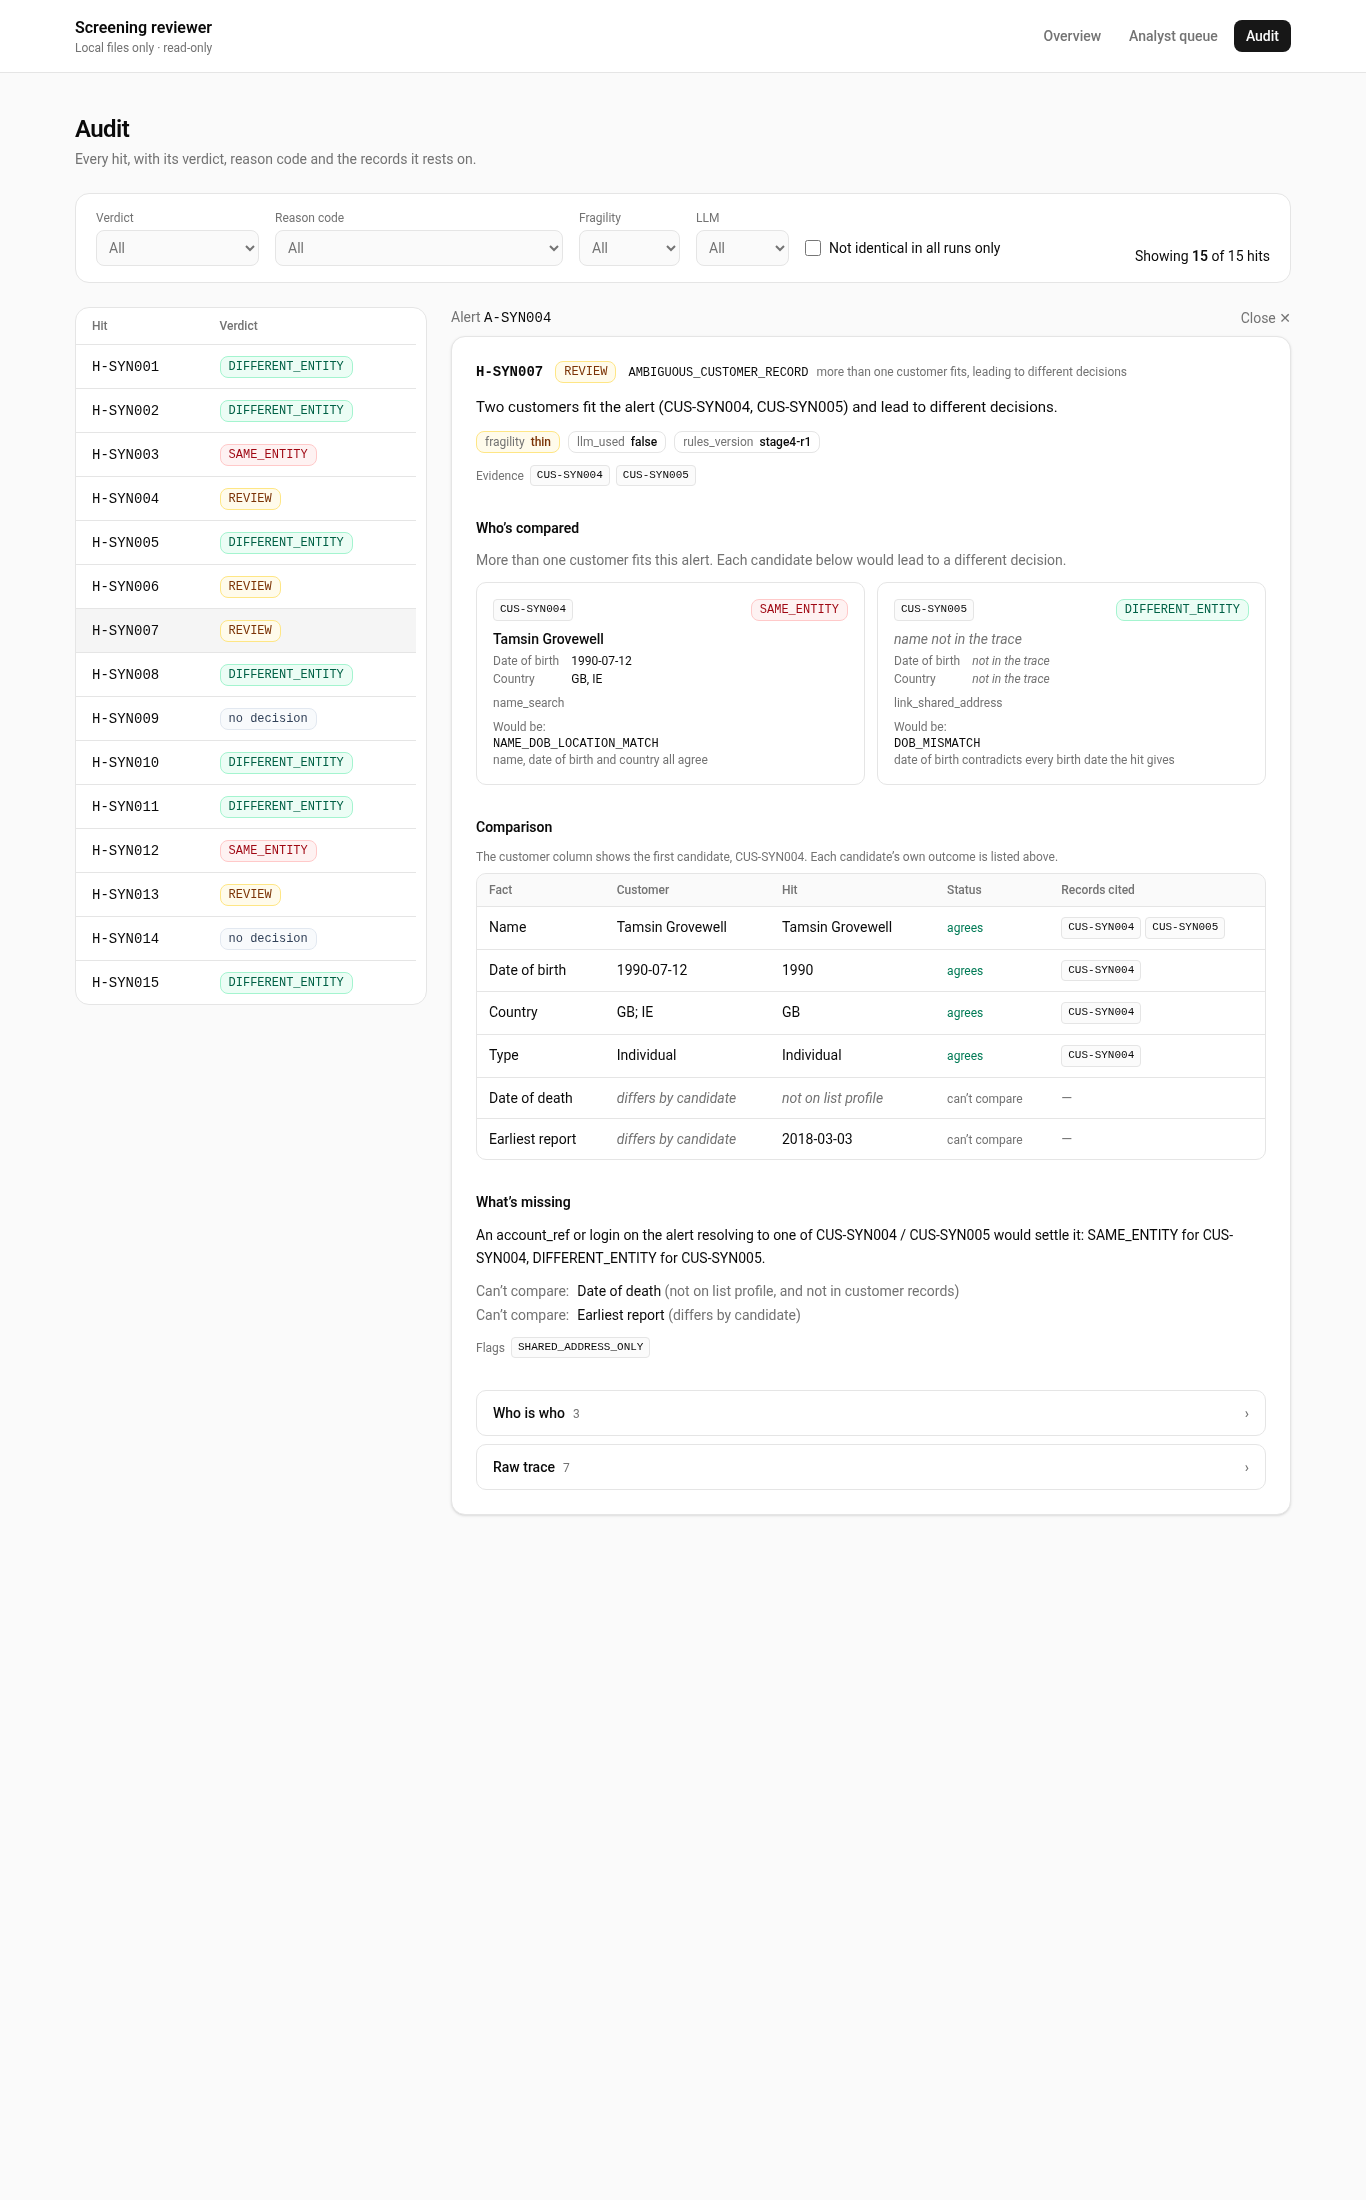 Screening reviewer
Local files only · read-only
Overview
Analyst queue
Audit
Audit
Every hit, with its verdict, reason code and the records it rests on.
Verdict
Reason code
Fragility
LLM
All
All
All
All
Not identical in all runs only
Showing 15 of 15 hits
Hit Verdict
H-SYN001 DIFFERENT_ENTITY
H-SYN002 DIFFERENT_ENTITY
H-SYN003 SAME_ENTITY
H-SYN004 REVIEW
H-SYN005 DIFFERENT_ENTITY
H-SYN006 REVIEW
H-SYN007 REVIEW
H-SYN008 DIFFERENT_ENTITY
H-SYN009 no decision
H-SYN010 DIFFERENT_ENTITY
H-SYN011 DIFFERENT_ENTITY
H-SYN012 SAME_ENTITY
H-SYN013 REVIEW
H-SYN014 no decision
H-SYN015 DIFFERENT_ENTITY
Alert A-SYN004
Close ✕
H-SYN007 REVIEW AMBIGUOUS_CUSTOMER_RECORD more than one customer fits, leading to different decisions
Two customers fit the alert (CUS-SYN004, CUS-SYN005) and lead to different decisions.
fragility thin llm_used false rules_version stage4-r1
Evidence CUS-SYN004 CUS-SYN005
Who’s compared
More than one customer fits this alert. Each candidate below would lead to a different decision.
CUS-SYN004 SAME_ENTITY
Tamsin Grovewell
Date of birth 1990-07-12
Country GB, IE
name_search
Would be:
NAME_DOB_LOCATION_MATCH
name, date of birth and country all agree
CUS-SYN005 DIFFERENT_ENTITY
name not in the trace
Date of birth not in the trace
Country not in the trace
link_shared_address
Would be:
DOB_MISMATCH
date of birth contradicts every birth date the hit gives
Comparison
The customer column shows the first candidate, CUS-SYN004. Each candidate’s own outcome is listed above.
Fact Customer Hit Status Records cited
Name Tamsin Grovewell Tamsin Grovewell agrees CUS-SYN004 CUS-SYN005
Date of birth 1990-07-12 1990 agrees CUS-SYN004
Country GB; IE GB agrees CUS-SYN004
Type Individual Individual agrees CUS-SYN004
Date of death differs by candidate not on list profile can’t compare —
Earliest report differs by candidate 2018-03-03 can’t compare —
What’s missing
An account_ref or login on the alert resolving to one of CUS-SYN004 / CUS-SYN005 would settle it: SAME_ENTITY for CUS-
SYN004, DIFFERENT_ENTITY for CUS-SYN005.
Can’t compare: Date of death (not on list profile, and not in customer records)
Can’t compare: Earliest report (differs by candidate)
Flags SHARED_ADDRESS_ONLY
Who is who 3 ›
Raw trace 7 ›